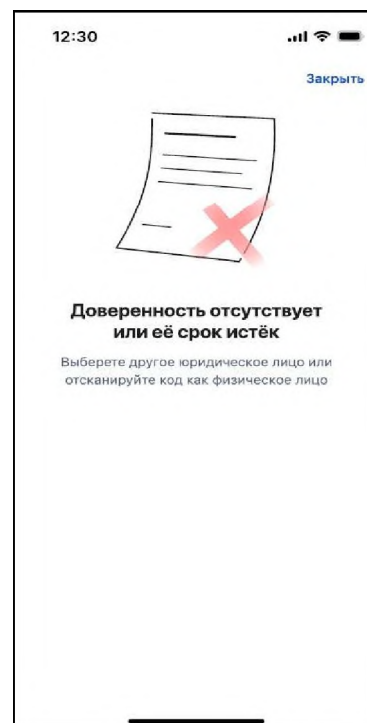 12:30
Закрыть
Доверенность отсутствует
или её срок истёк
Выберете другое юридическое лицо или
отсканируйте код как физическое лицо